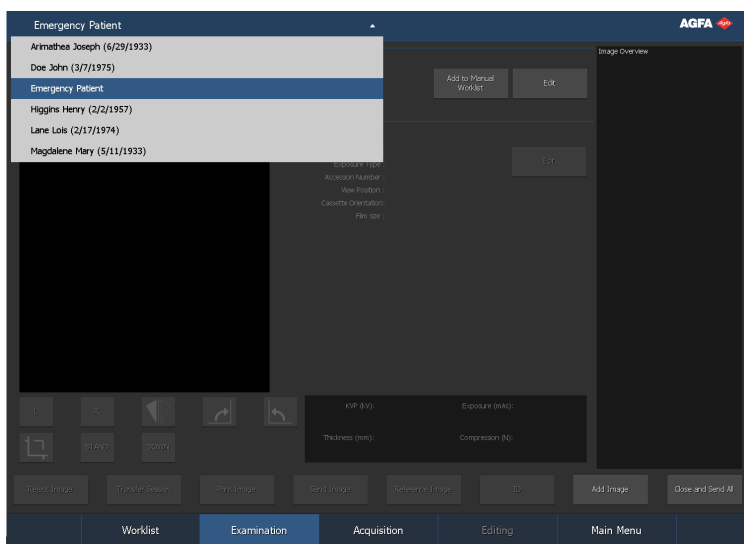 Emergency Patient
AGFA
Arimathea Joseph (6/29/1933)
Doe John (3/7/1975)
Emergency Patient
Higgins Henry (2/2/1957)
Lane Lois (2/17/1974)
Magdalene Mary (5/11/1933)
Add to Manual
Worklist
Edit
Image Overview
Exposure Type :
Edit
Accession Number :
View Position :
Cassette Orientation:
Film size :
L
R
STAND
DOWN
KVP (kV):
Exposure (mAs):
Thickness (mm):
Compression (N):
Reject Image
Transfer Session
Print Image
Send Image
Reference Image
ID
Add Image
Close and Send All
Worklist
Examination
Acquisition
Editing
Main Menu